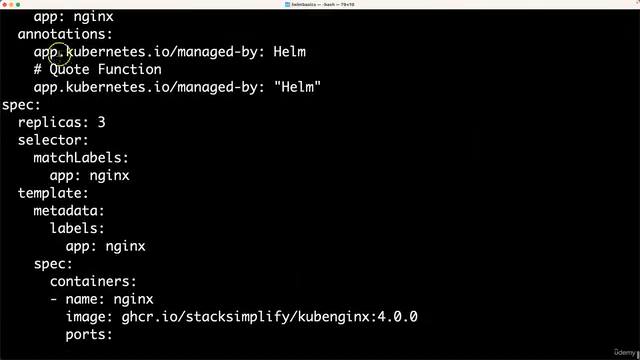 helmbasics — -bash — 79×18
app: nginx
annotations:
app.kubernetes.io/managed-by: Helm
# Quote Function
app.kubernetes.io/managed-by: "Helm"
spec:
replicas: 3
selector:
matchLabels:
app: nginx
template:
metadata:
labels:
app: nginx
spec:
containers:
- name: nginx
image: ghcr.io/stacksimplify/kubenginx:4.0.0
ports:
Udemy